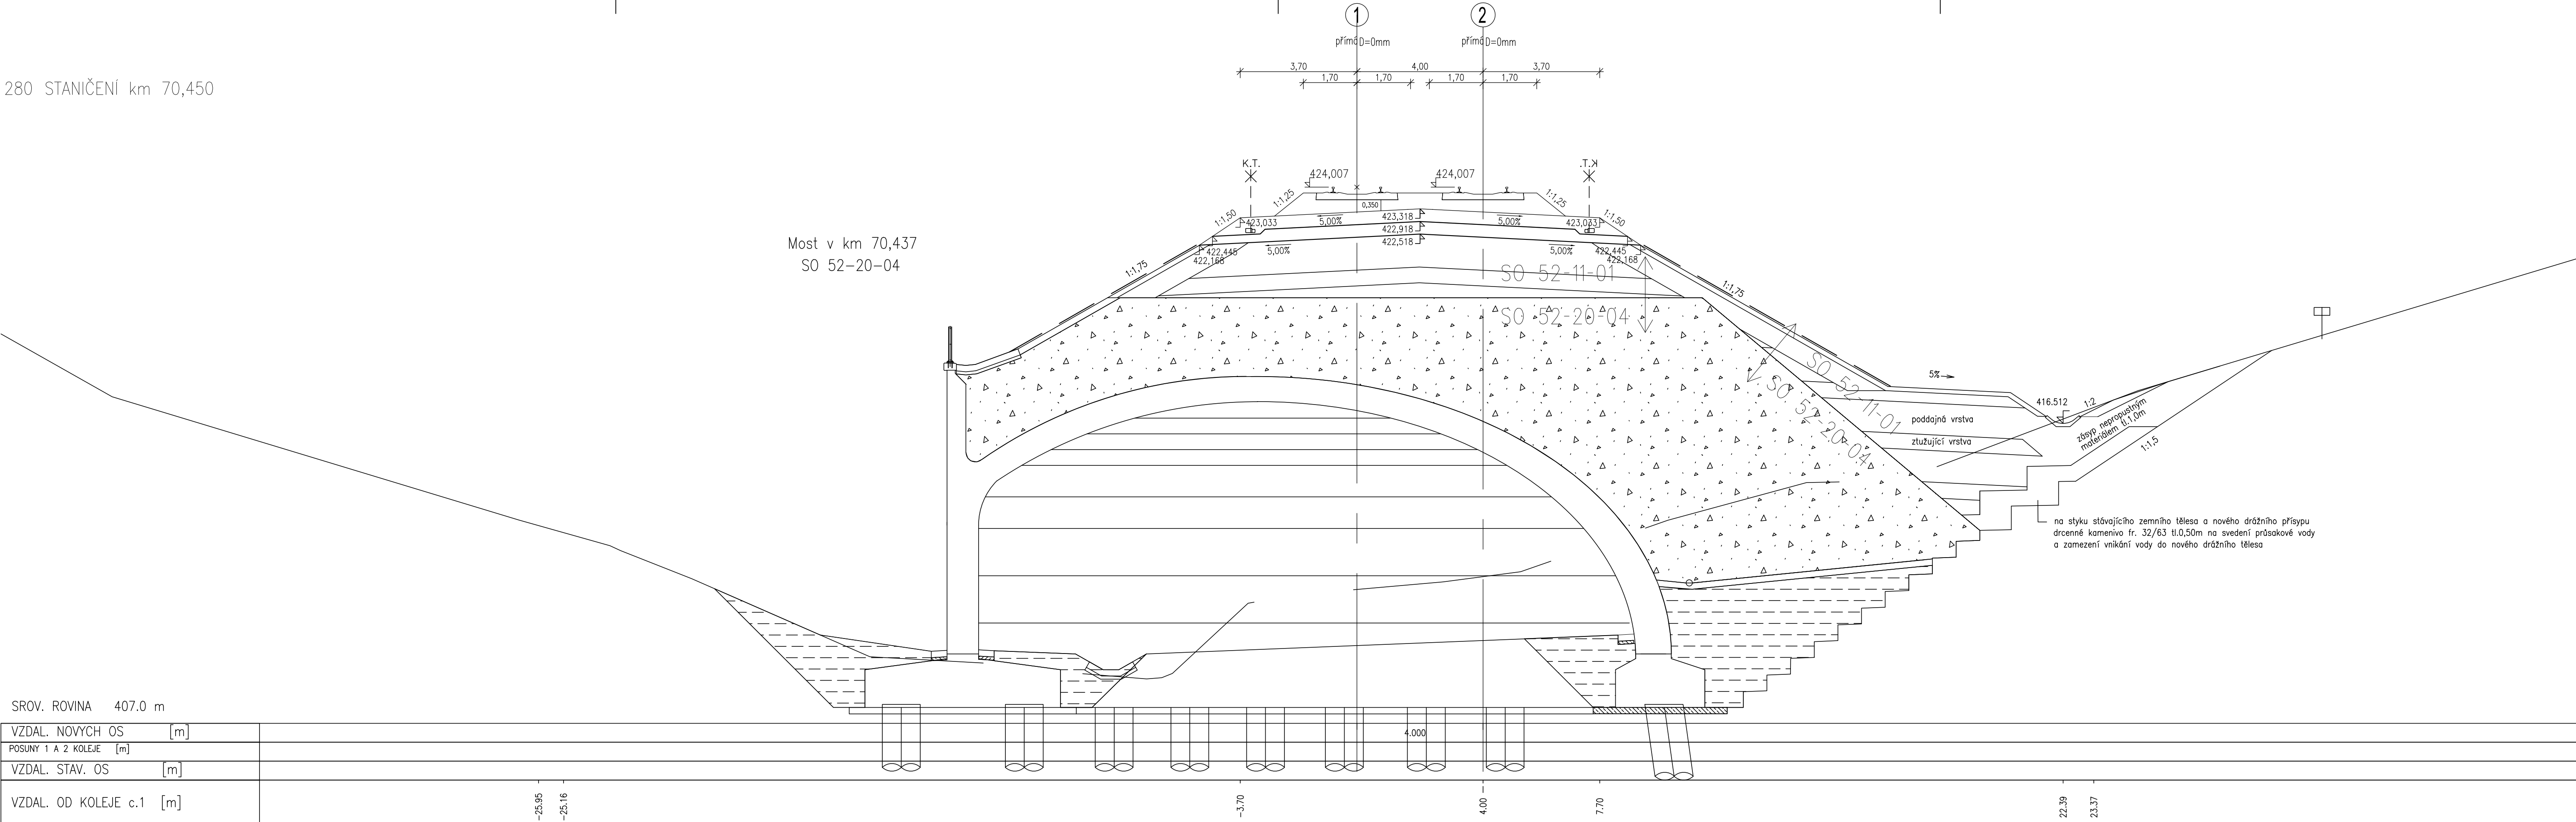 1
2
přímá D=0mm
přímá D=0mm
280 STANIČENÍ km 70,450
3,70
4,00
3,70
1,70
1,70
1,70
1,70
K.T.
K.T.
424,007
424,007
1:1,25
1:1,25
1:1,50
1:1,50
0,350
423,033
5,00%
423,318
5,00%
423,033
422,918
422,518
422,445
422,168
5,00%
5,00%
422,445
422,168
Most v km 70,437
SO 52-20-04
1:1,75
1:1,75
SO 52-11-01
SO 52-20-04
SO 52-11-01
SO 52-20-04
5%
416.512
1:2
poddajná vrstva
ztužující vrstva
zásyp nepropustným
materiálem tl.1,0m
1:1,5
na styku stávajícího zemního tělesa a nového drážního přísypu
drcenné kamenivo fr. 32/63 tl.0,50m na svedení průsakové vody
a zamezení vnikání vody do nového drážního tělesa
SROV. ROVINA 407.0 m
VZDAL. NOVÝCH OS [m]
4.000
POSUNY 1 A 2 KOLEJE [m]
VZDAL. STAV. OS [m]
VZDAL. OD KOLEJE c.1 [m]
-25.95
-25.16
-3.70
4.00
7.70
22.39
23.37